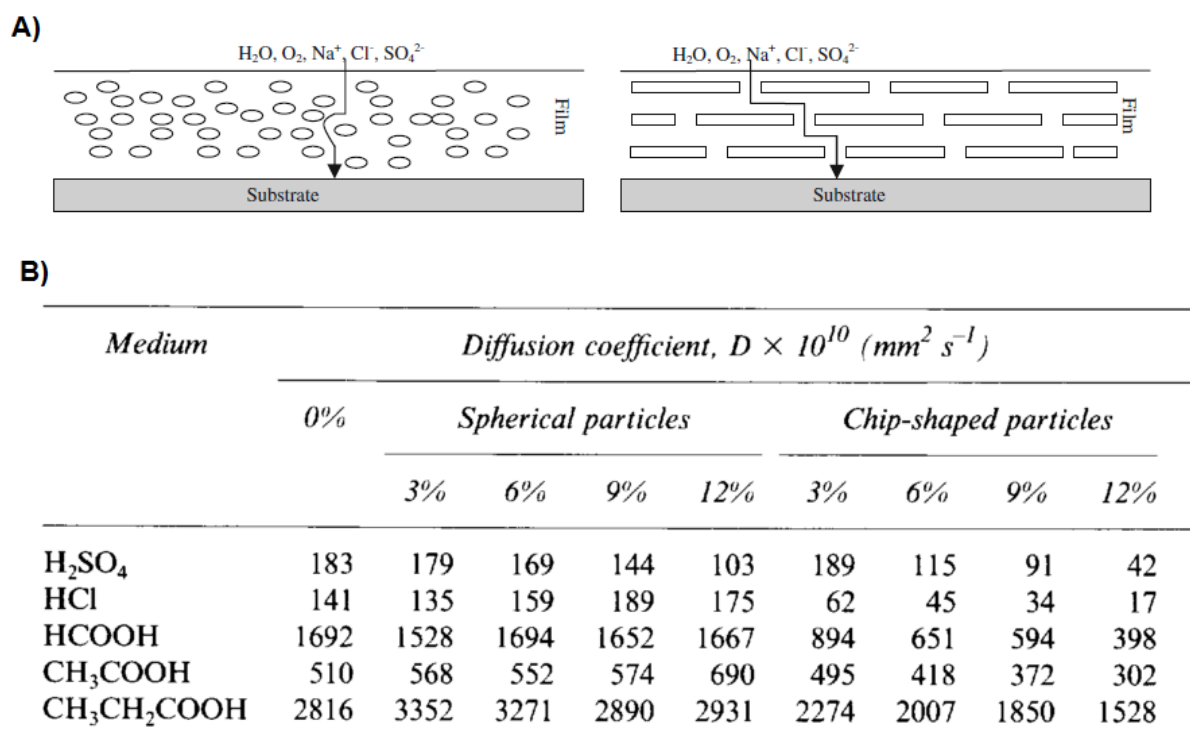 A)
H₂O, O₂, Na⁺, Cl⁻, SO₄²⁻
H₂O, O₂, Na⁺, Cl⁻, SO₄²⁻
Film
Film
Substrate
Substrate
B)
Medium Diffusion coefficient, D × 10¹⁰ (mm² s⁻¹)
0% Spherical particles Chip-shaped particles
3% 6% 9% 12% 3% 6% 9% 12%
H₂SO₄ 183 179 169 144 103 189 115 91 42
HCl 141 135 159 189 175 62 45 34 17
HCOOH 1692 1528 1694 1652 1667 894 651 594 398
CH₃COOH 510 568 552 574 690 495 418 372 302
CH₃CH₂COOH 2816 3352 3271 2890 2931 2274 2007 1850 1528